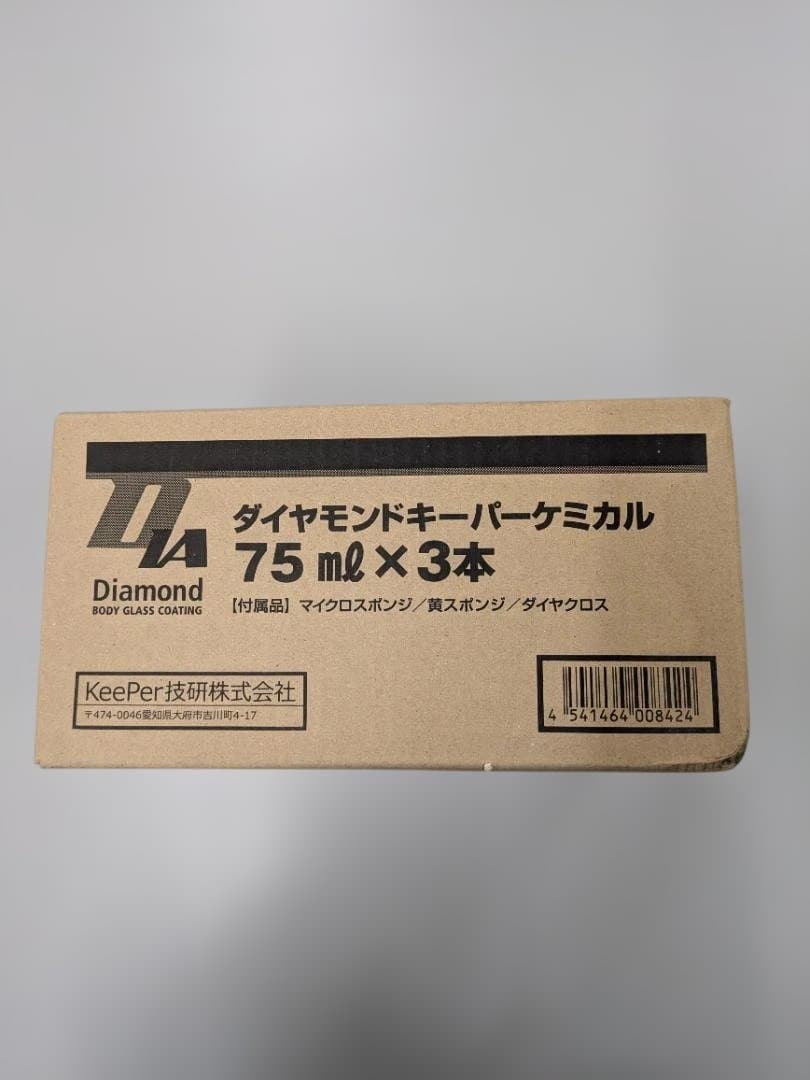 DIA
Diamond
BODY GLASS COATING
ダイヤモンドキーパーケミカル
75㎖×3本
【付属品】マイクロスポンジ／黄スポンジ／ダイヤクロス
KeePer技研株式会社
〒474-0046愛知県大府市吉川町4-17
4 541464 008424